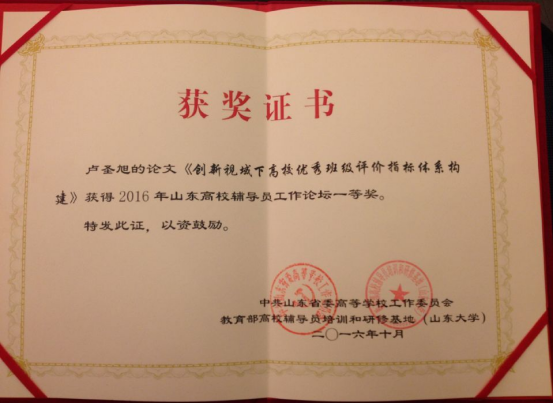 获奖证书
卢圣旭的论文《创新视域下高校优秀班级评价指标体系构
建》获得2016年山东高校辅导员工作论坛一等奖。
特发此证，以资鼓励。
中共山东省委高等学校工作委员会
教育部高校辅导员培训和研修基地（山东大学）
二〇一六年十月